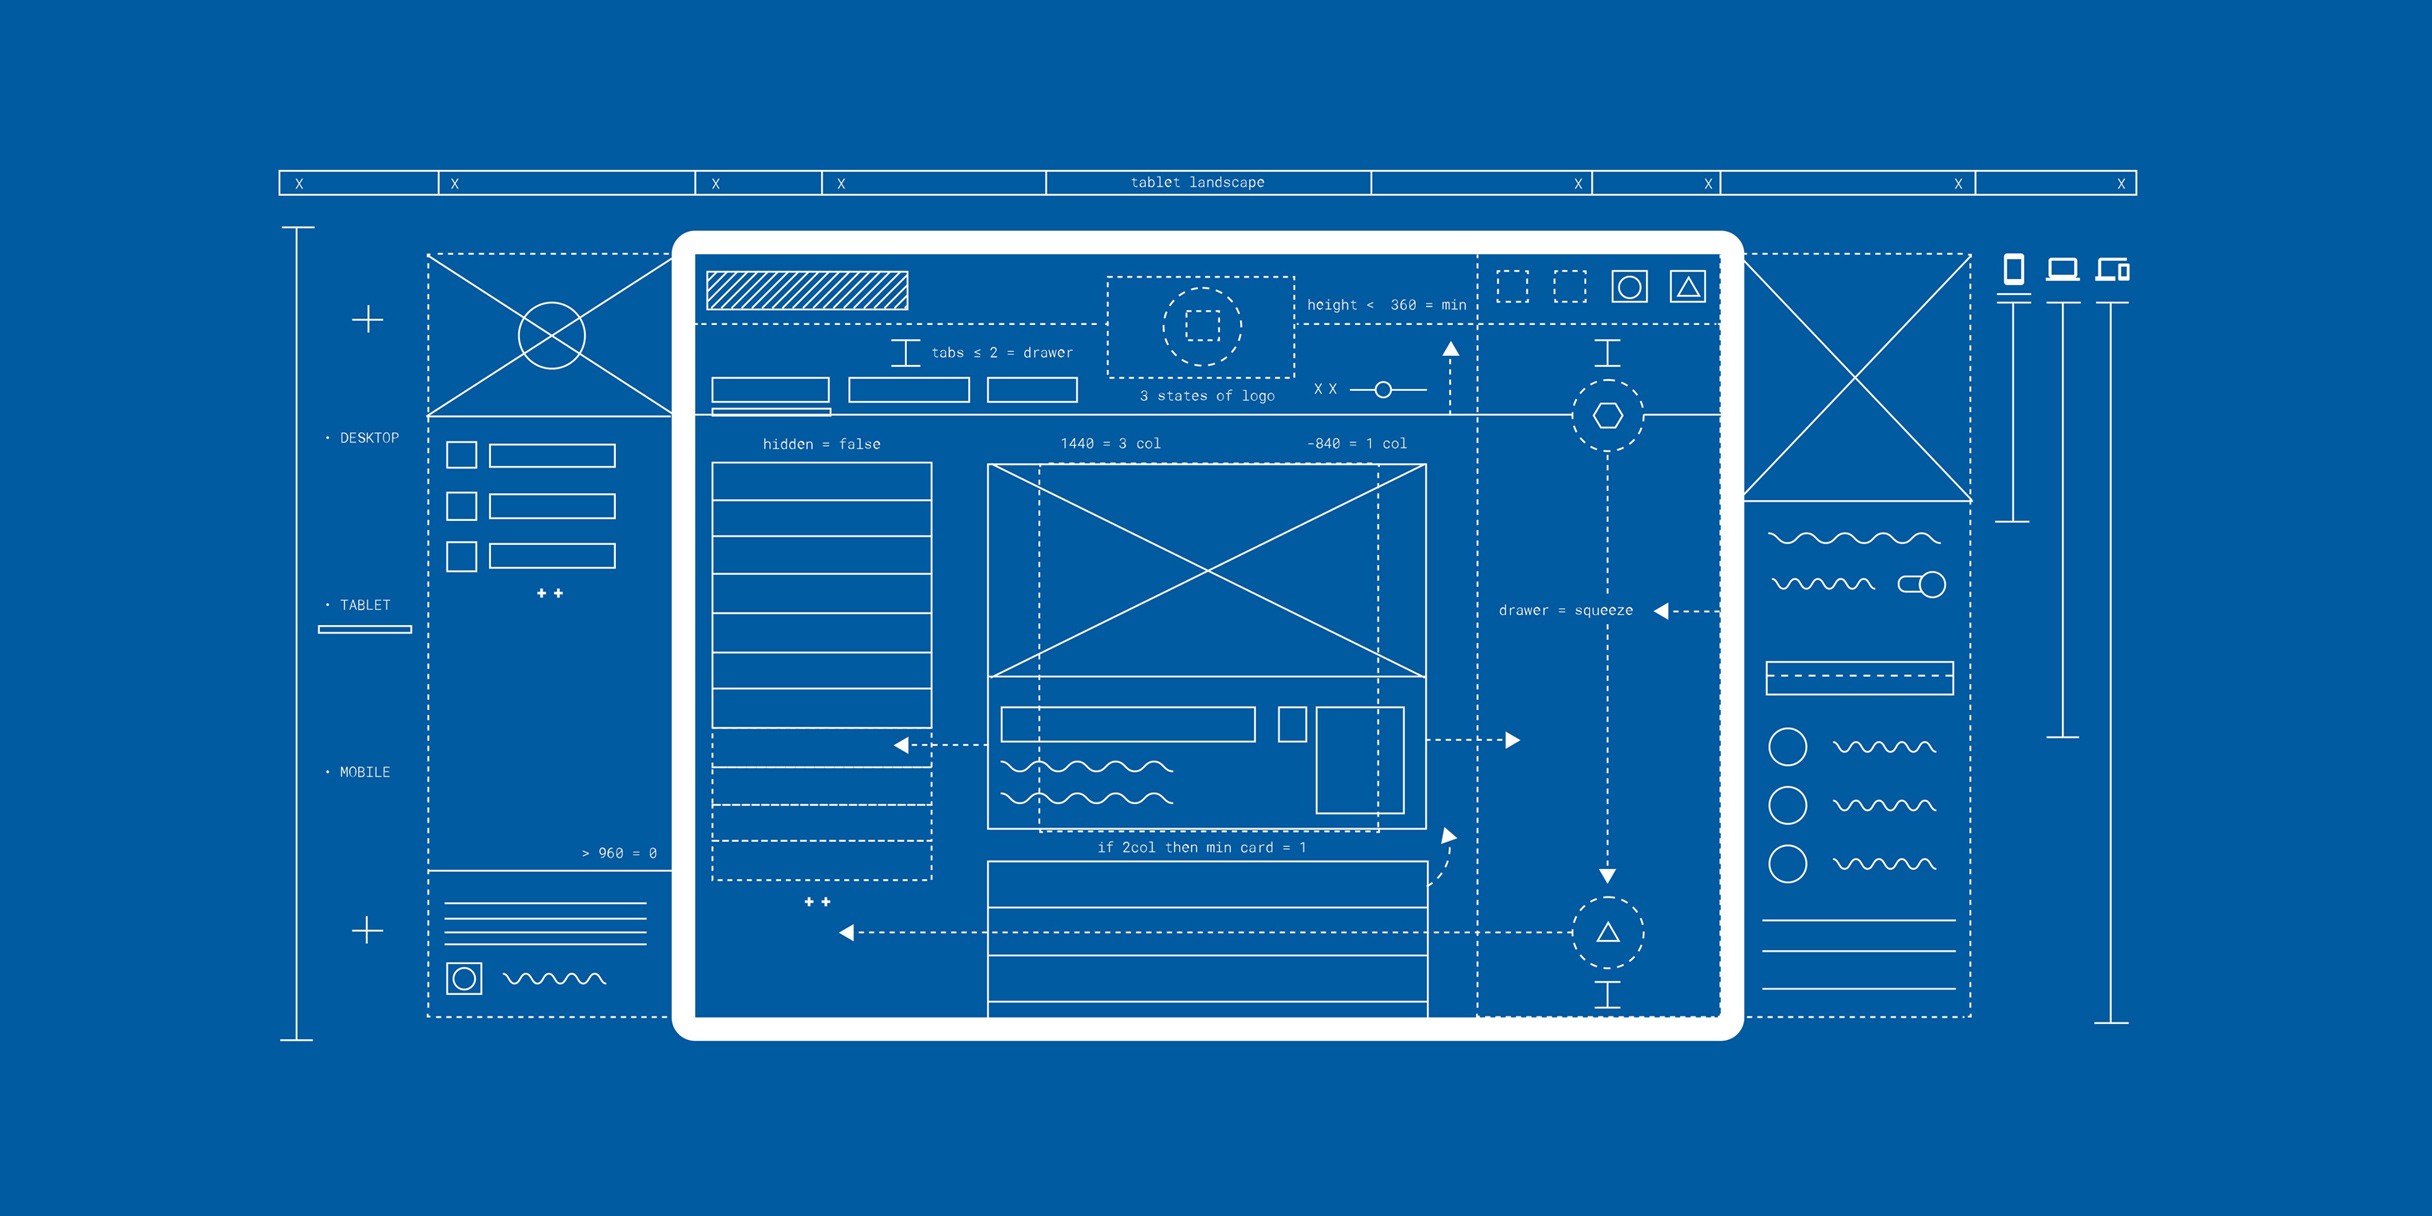 X X X X tablet landscape X X X X
height < 360 = min
tabs ≤ 2 = drawer
3 states of logo
X X
• DESKTOP
hidden = false
1440 = 3 col
-840 = 1 col
• TABLET
drawer = squeeze
• MOBILE
> 960 = 0
if 2col then min card = 1